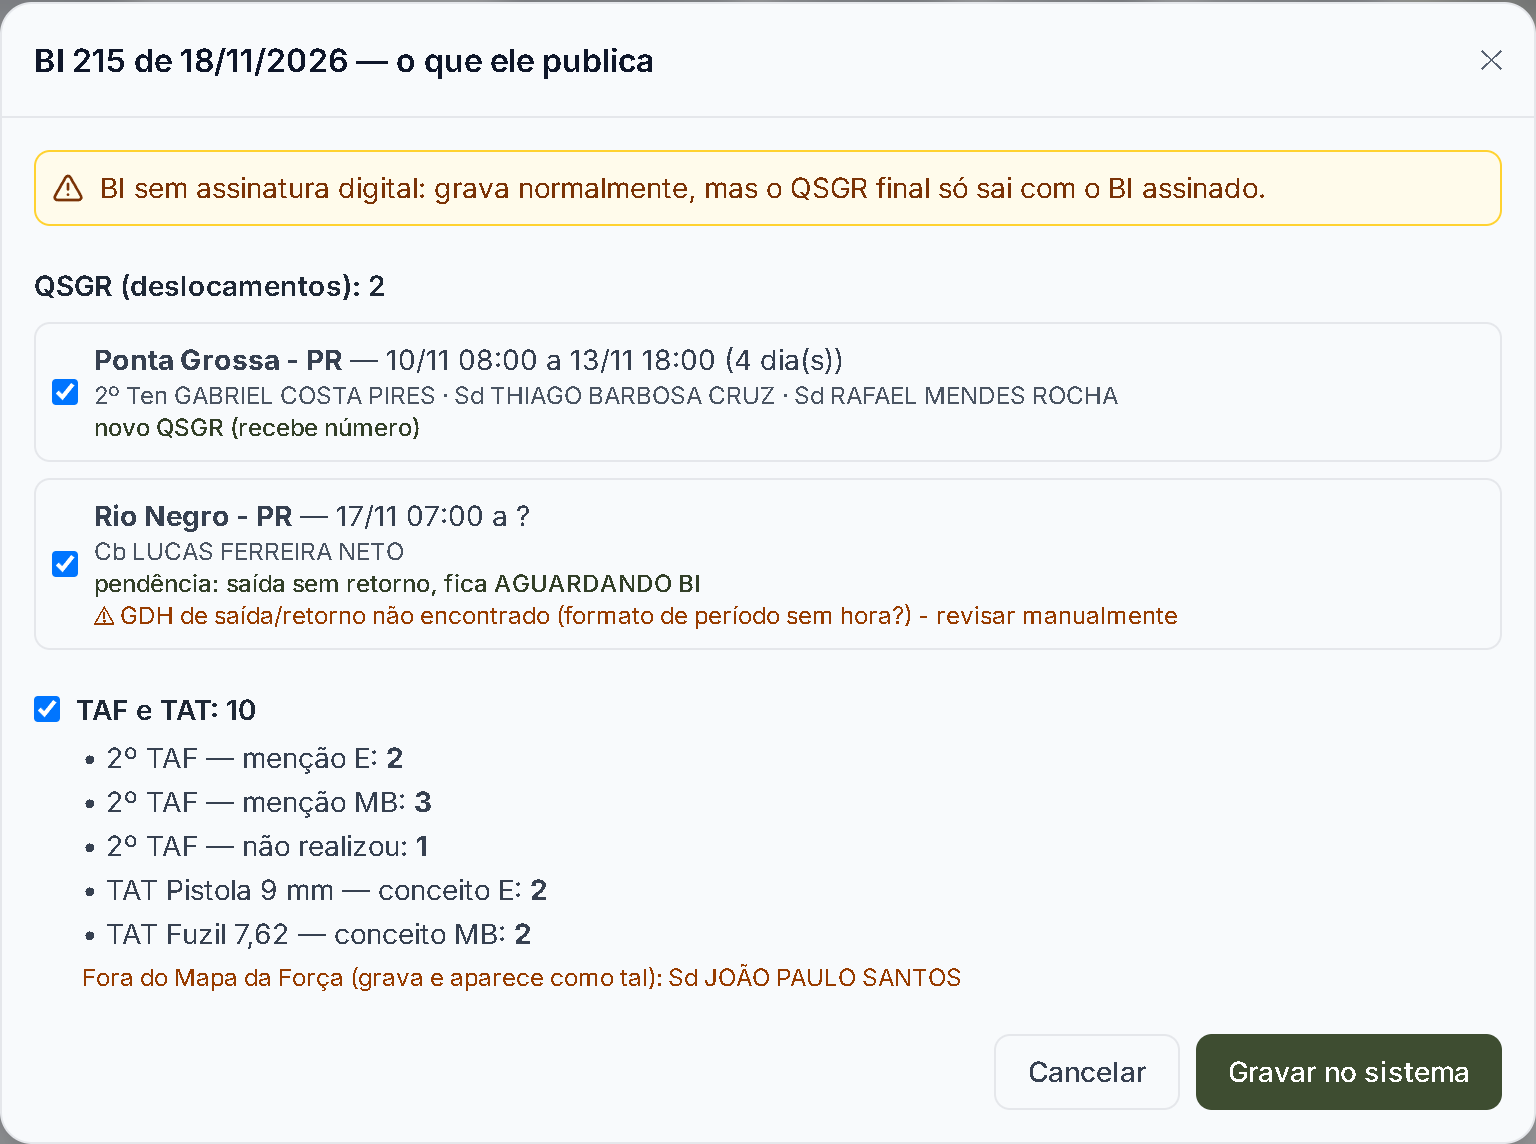 BI 215 de 18/11/2026 — o que ele publica
BI sem assinatura digital: grava normalmente, mas o QSGR final só sai com o BI assinado.
QSGR (deslocamentos): 2
Ponta Grossa - PR — 10/11 08:00 a 13/11 18:00 (4 dia(s))
2º Ten GABRIEL COSTA PIRES · Sd THIAGO BARBOSA CRUZ · Sd RAFAEL MENDES ROCHA
novo QSGR (recebe número)
Rio Negro - PR — 17/11 07:00 a ?
Cb LUCAS FERREIRA NETO
pendência: saída sem retorno, fica AGUARDANDO BI
⚠ GDH de saída/retorno não encontrado (formato de período sem hora?) - revisar manualmente
TAF e TAT: 10
• 2º TAF — menção E: 2
• 2º TAF — menção MB: 3
• 2º TAF — não realizou: 1
• TAT Pistola 9 mm — conceito E: 2
• TAT Fuzil 7,62 — conceito MB: 2
Fora do Mapa da Força (grava e aparece como tal): Sd JOÃO PAULO SANTOS
Cancelar
Gravar no sistema